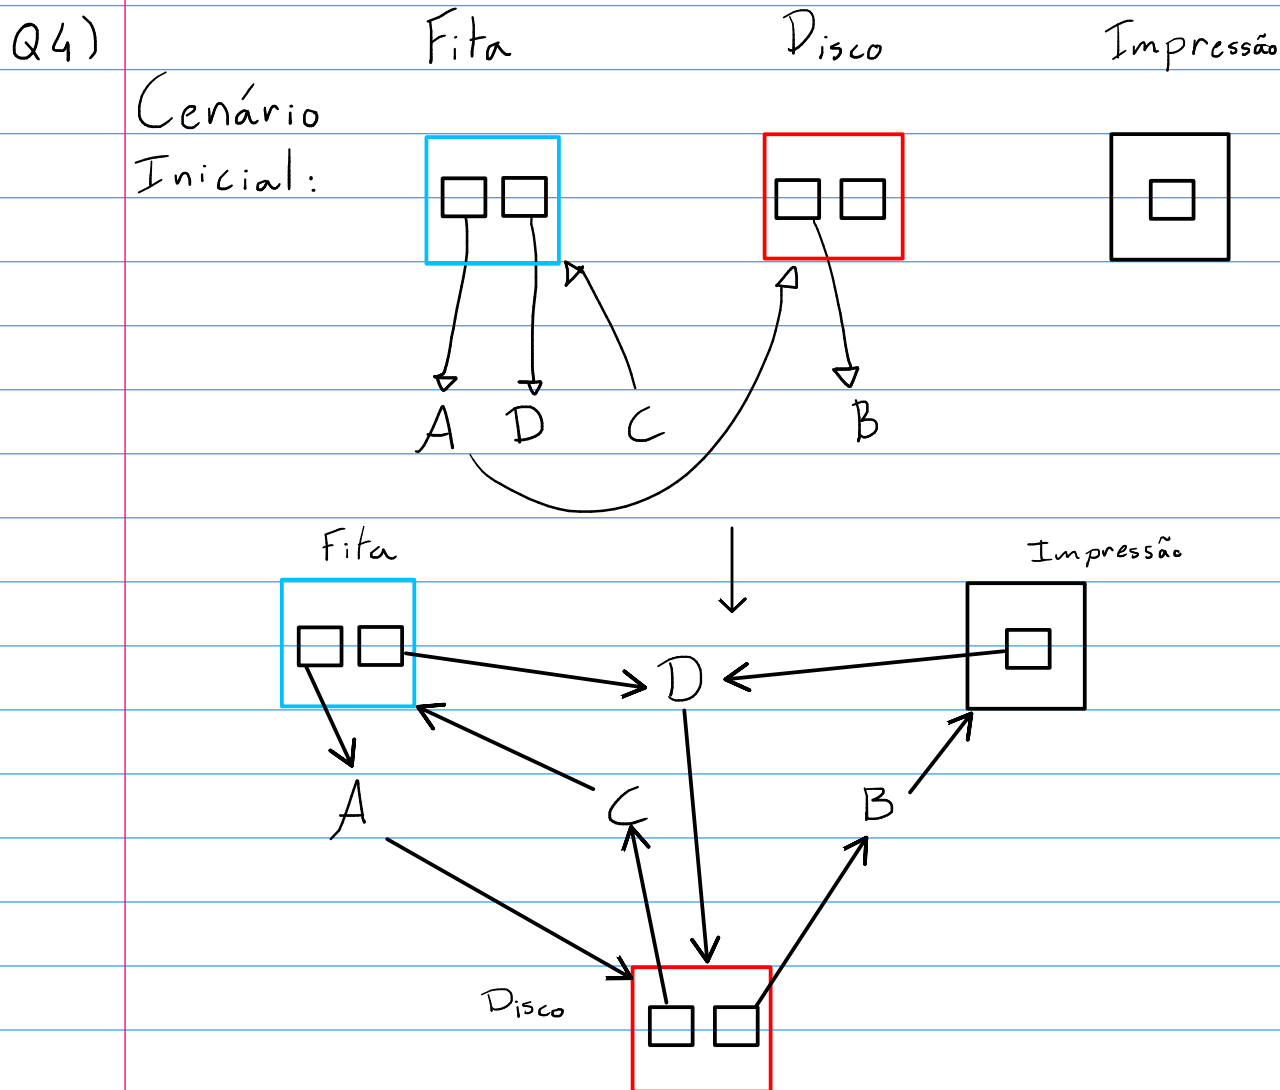 Q4) Fita Disco Impressão
Cenário
Inicial:
A D C B
Fita Impressão
D
A C B
Disco